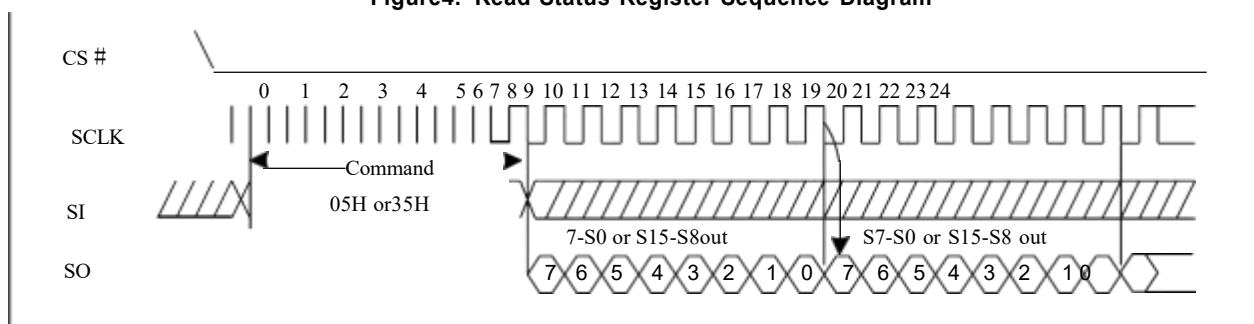 Figure4. Read Status Register Sequence Diagram
CS #
0 1 2 3 4 5 6 7 8 9 10 11 12 13 14 15 16 17 18 19 20 21 22 23 24
SCLK
Command
SI
05H or35H
7-S0 or S15-S8out S7-S0 or S15-S8 out
SO
7 6 5 4 3 2 1 0 7 6 5 4 3 2 1 0